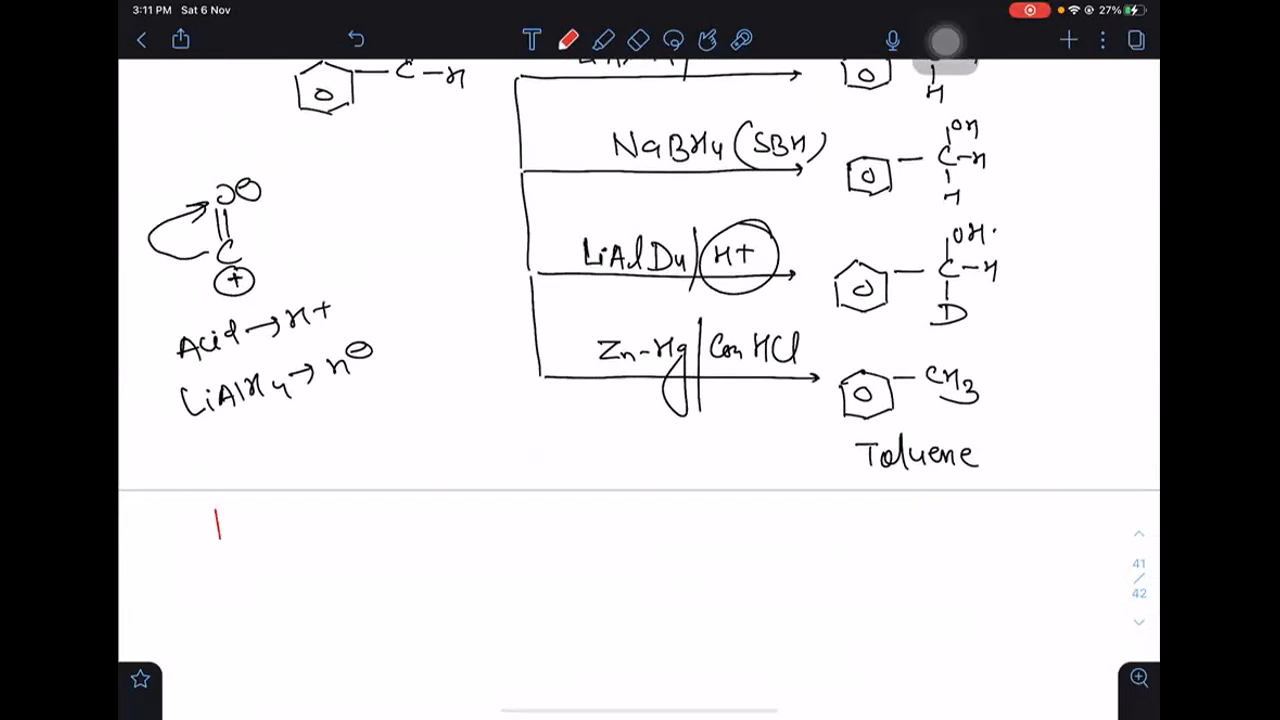 3:11 PM Sat 6 Nov
27%
C-H
H
NaBH4 (SBH)
OH
C-H
H
O⊖
||
C
+
LiAlD4 | H+
OH.
C-H
D
Acid → H+
LiAlH4 → H⊖
Zn-Hg | Con HCl
CH3
Toluene
41
/
42